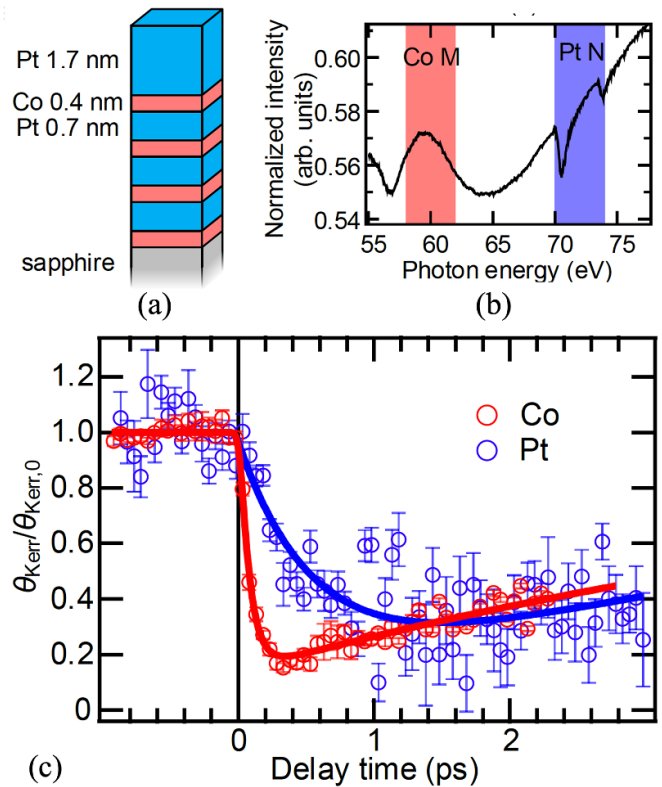 Pt 1.7 nm
Co 0.4 nm
Pt 0.7 nm
sapphire
(a)
Normalized intensity
(arb. units)
0.60
0.58
0.56
0.54
Co M
Pt N
55
60
65
70
75
Photon energy (eV)
(b)
θKerr/θKerr,0
1.2
1.0
0.8
0.6
0.4
0.2
0
Co
Pt
0
1
2
Delay time (ps)
(c)